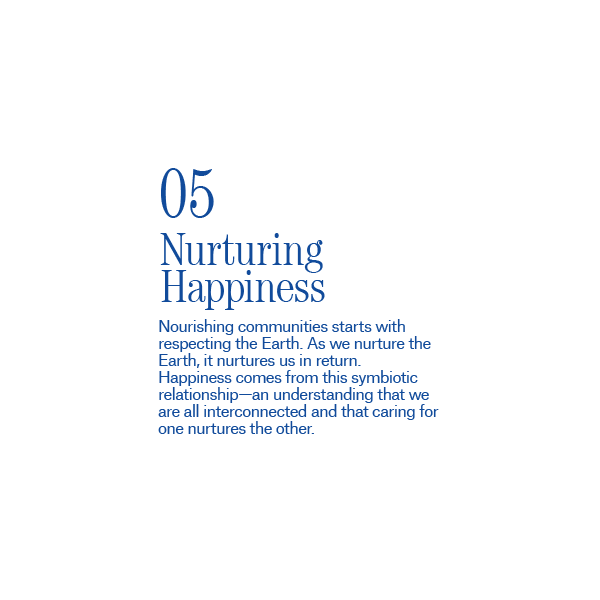 05
Nurturing
Happiness
Nourishing communities starts with
respecting the Earth. As we nurture the
Earth, it nurtures us in return.
Happiness comes from this symbiotic
relationship—an understanding that we
are all interconnected and that caring for
one nurtures the other.